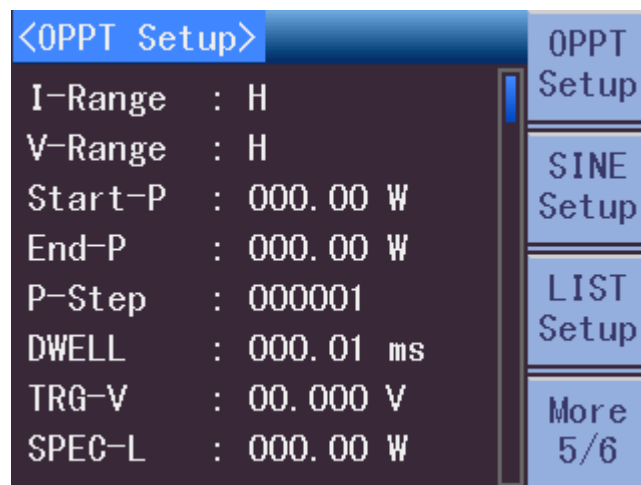 <OPPT Setup>
I-Range : H
V-Range : H
Start-P : 000.00 W
End-P : 000.00 W
P-Step : 000001
DWELL : 000.01 ms
TRG-V : 00.000 V
SPEC-L : 000.00 W
OPPT
Setup
SINE
Setup
LIST
Setup
More
5/6